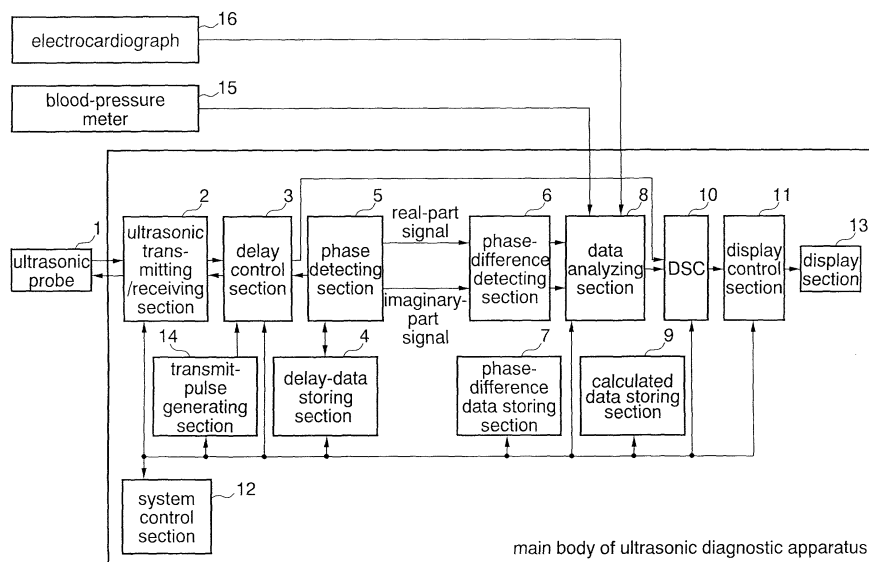 16
electrocardiograph
15
blood-pressure
meter
1
ultrasonic
probe
2
ultrasonic
trans-
mitting
/receiving
section
3
delay
control
section
5
phase
detecting
section
real-part
signal
imaginary-
part
signal
6
phase-
difference
detecting
section
8
data
analyzing
section
10
DSC
11
display
control
section
13
display
section
14
transmit-
pulse
generating
section
4
delay-data
storing
section
7
phase-
difference
data storing
section
9
calculated
data storing
section
12
system
control
section
main body of ultrasonic diagnostic apparatus